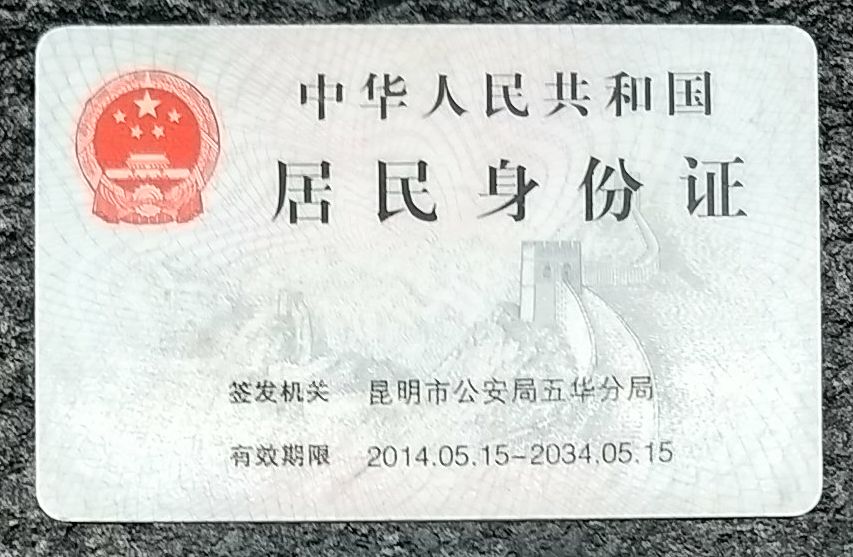 中华人民共和国
居民身份证
签发机关 昆明市公安局五华分局
有效期限 2014.05.15-2034.05.15